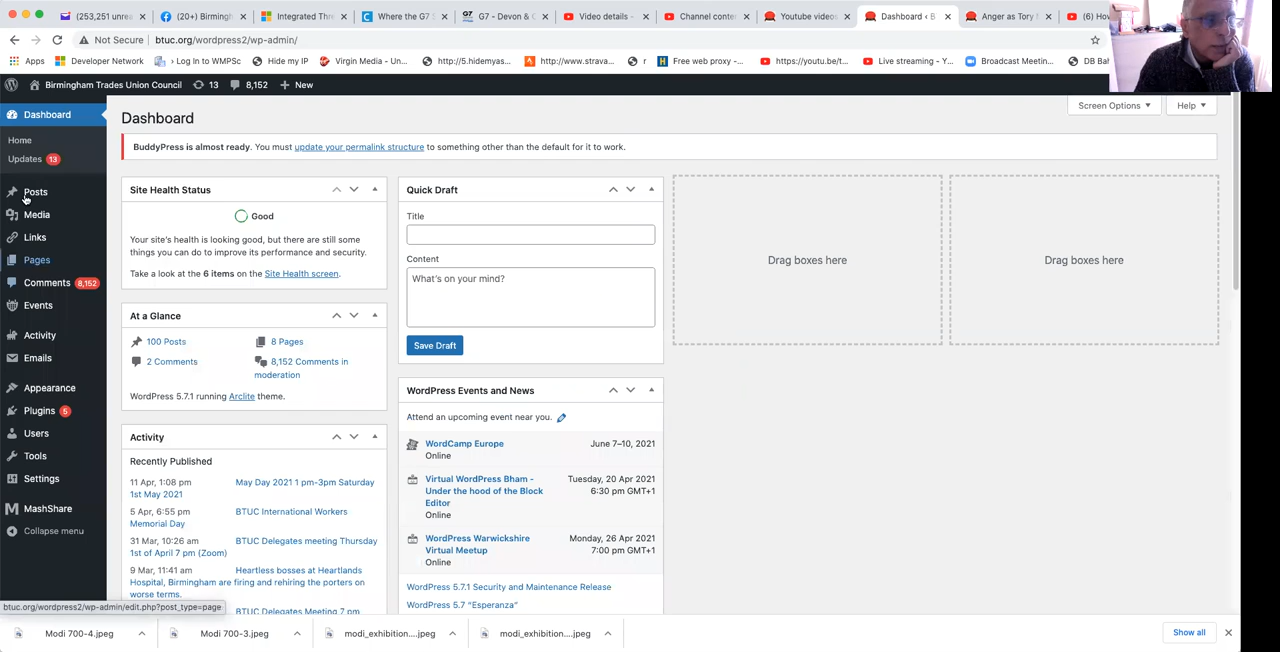 (253,251 unrea
(20+) Birmingh
Integrated Thr
Where the G7 S
G7 - Devon & C
Video details -
Channel conte
Youtube videos
Dashboard ‹ B
Anger as Tory M
(6) Hov
Not Secure | btuc.org/wordpress2/wp-admin/
Apps Developer Network › Log In to WMPSc Hide my IP Virgin Media - Un... http://5.hidemyas... http://www.strava... r Free web proxy -... https://youtu.be/t... Live streaming - Y... Broadcast Meetin... DB Bah
Birmingham Trades Union Council 13 8,152 + New
Dashboard
Home
Updates 13
Posts
Media
Links
Pages
Comments 8,152
Events
Activity
Emails
Appearance
Plugins 5
Users
Tools
Settings
MashShare
Collapse menu
Screen Options ▼ Help ▼
Dashboard
BuddyPress is almost ready. You must update your permalink structure to something other than the default for it to work.
Site Health Status
Good
Your site's health is looking good, but there are still some
things you can do to improve its performance and security.
Take a look at the 6 items on the Site Health screen.
At a Glance
100 Posts 8 Pages
2 Comments 8,152 Comments in
moderation
WordPress 5.7.1 running Arclite theme.
Activity
Recently Published
11 Apr, 1:08 pm May Day 2021 1 pm-3pm Saturday
1st May 2021
5 Apr, 6:55 pm BTUC International Workers
Memorial Day
31 Mar, 10:26 am BTUC Delegates meeting Thursday
1st of April 7 pm (Zoom)
9 Mar, 11:41 am Heartless bosses at Heartlands
Hospital, Birmingham are firing and rehiring the porters on
worse terms.
BTUC Delegates Meeting 7 pm
Quick Draft
Title
Content
What's on your mind?
Save Draft
WordPress Events and News
Attend an upcoming event near you.
WordCamp Europe June 7–10, 2021
Online
Virtual WordPress Bham - Tuesday, 20 Apr 2021
Under the hood of the Block 6:30 pm GMT+1
Editor
Online
WordPress Warwickshire Monday, 26 Apr 2021
Virtual Meetup 7:00 pm GMT+1
Online
WordPress 5.7.1 Security and Maintenance Release
WordPress 5.7 "Esperanza"
Drag boxes here
Drag boxes here
btuc.org/wordpress2/wp-admin/edit.php?post_type=page
Modi 700-4.jpeg
Modi 700-3.jpeg
modi_exhibition....jpeg
modi_exhibition....jpeg
Show all